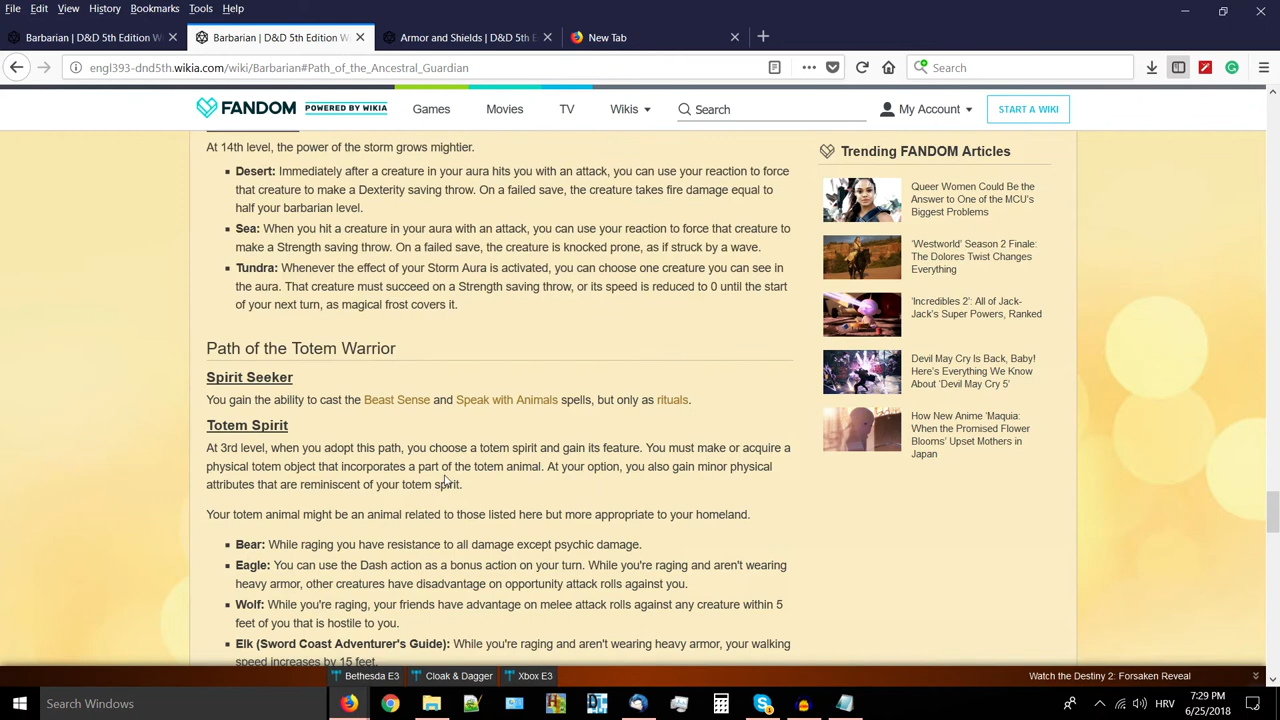 File Edit View History Bookmarks Tools Help
Barbarian | D&D 5th Edition W
Barbarian | D&D 5th Edition W
Armor and Shields | D&D 5th E
New Tab
engl393-dnd5th.wikia.com/wiki/Barbarian#Path_of_the_Ancestral_Guardian
Search
FANDOM POWERED BY WIKIA Games Movies TV Wikis Search My Account START A WIKI
At 14th level, the power of the storm grows mightier.
Desert: Immediately after a creature in your aura hits you with an attack, you can use your reaction to force
that creature to make a Dexterity saving throw. On a failed save, the creature takes fire damage equal to
half your barbarian level.
Sea: When you hit a creature in your aura with an attack, you can use your reaction to force that creature to
make a Strength saving throw. On a failed save, the creature is knocked prone, as if struck by a wave.
Tundra: Whenever the effect of your Storm Aura is activated, you can choose one creature you can see in
the aura. That creature must succeed on a Strength saving throw, or its speed is reduced to 0 until the start
of your next turn, as magical frost covers it.
Path of the Totem Warrior
Spirit Seeker
You gain the ability to cast the Beast Sense and Speak with Animals spells, but only as rituals.
Totem Spirit
At 3rd level, when you adopt this path, you choose a totem spirit and gain its feature. You must make or acquire a
physical totem object that incorporates a part of the totem animal. At your option, you also gain minor physical
attributes that are reminiscent of your totem spirit.
Your totem animal might be an animal related to those listed here but more appropriate to your homeland.
Bear: While raging you have resistance to all damage except psychic damage.
Eagle: You can use the Dash action as a bonus action on your turn. While you're raging and aren't wearing
heavy armor, other creatures have disadvantage on opportunity attack rolls against you.
Wolf: While you're raging, your friends have advantage on melee attack rolls against any creature within 5
feet of you that is hostile to you.
Elk (Sword Coast Adventurer's Guide): While you're raging and aren't wearing heavy armor, your walking
speed increases by 15 feet.
Trending FANDOM Articles
Queer Women Could Be the
Answer to One of the MCU's
Biggest Problems
'Westworld' Season 2 Finale:
The Dolores Twist Changes
Everything
'Incredibles 2': All of Jack-
Jack's Super Powers, Ranked
Devil May Cry Is Back, Baby!
Here's Everything We Know
About 'Devil May Cry 5'
How New Anime 'Maquia:
When the Promised Flower
Blooms' Upset Mothers in
Japan
Bethesda E3 Cloak & Dagger Xbox E3 Watch the Destiny 2: Forsaken Reveal
Search Windows
HRV
7:29 PM
6/25/2018